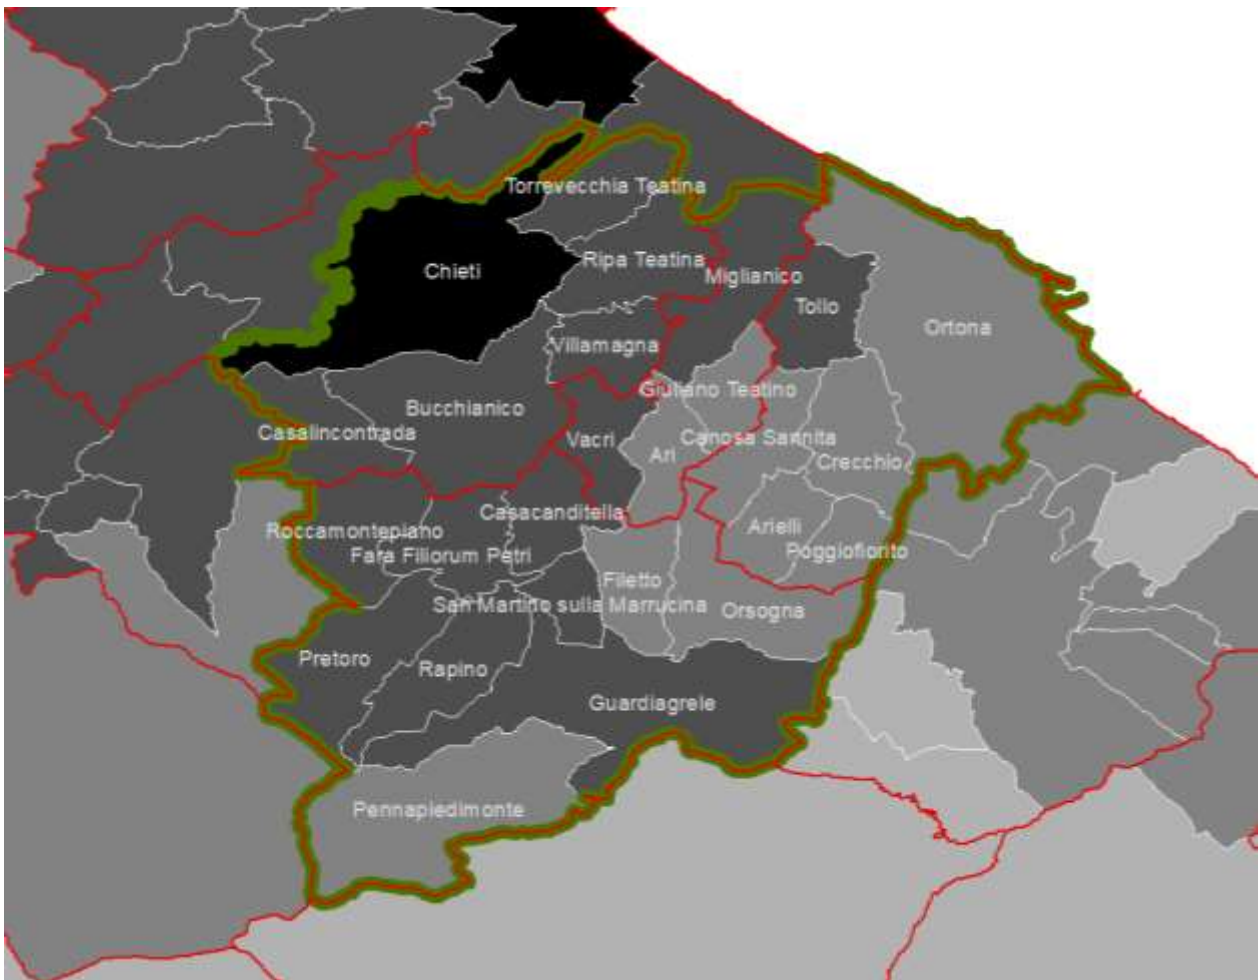 Torrevecchia Teatina
Ripa Teatina
Chieti
Miglianico
Tollo
Ortona
Villamagna
Giuliano Teatino
Bucchianico
Casalincontrada
Vacri
Canosa Sannita
Ari
Crecchio
Casacanditella
Roccamontepiano
Arielli
Fara Filiorum Petri
Poggiofiorito
Filetto
San Martino sulla Marrucina
Orsogna
Pretoro
Rapino
Guardiagrele
Pennapiedimonte